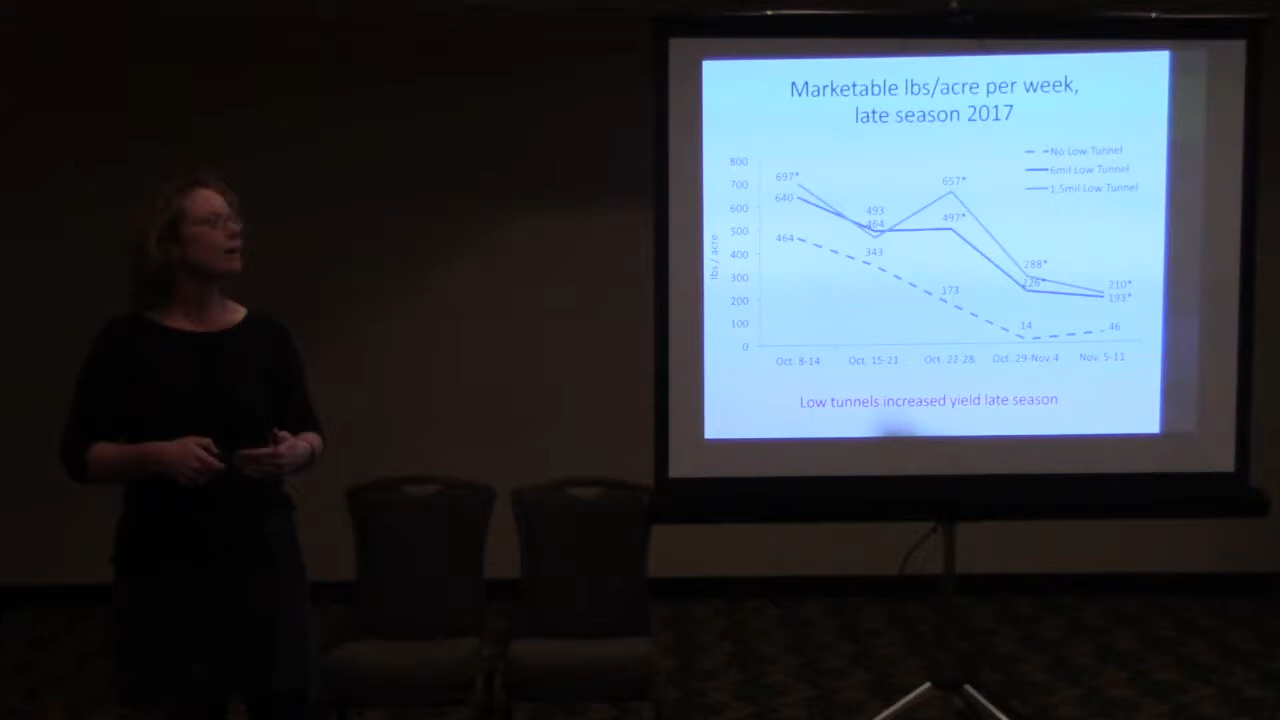 Marketable lbs/acre per week,
late season 2017
No Low Tunnel
6mil Low Tunnel
1.5mil Low Tunnel
lbs / acre
800
700
600
500
400
300
200
100
0
697*
640
464
493
464
343
657*
497*
173
288*
226*
14
210*
193*
46
Oct. 8-14
Oct. 15-21
Oct. 22-28
Oct. 29-Nov 4
Nov. 5-11
Low tunnels increased yield late season